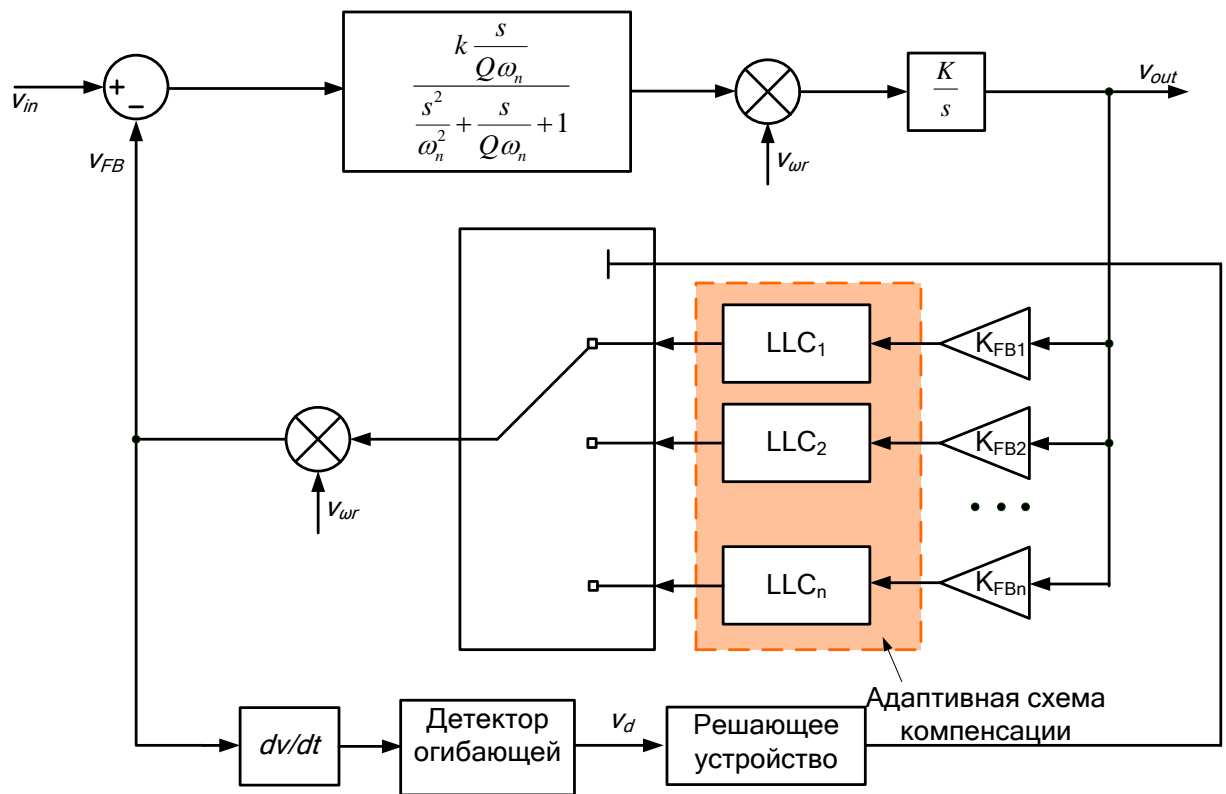 k s
Qω_n
s² + s + 1
ω_n² Qω_n
+
−
v_in
v_FB
v_ωr
K
s
v_out
LLC₁
K_FB1
LLC₂
K_FB2
v_ωr
• • •
LLC_n
K_FBn
Адаптивная схема
компенсации
dv/dt
Детектор
огибающей
v_d
Решающее
устройство